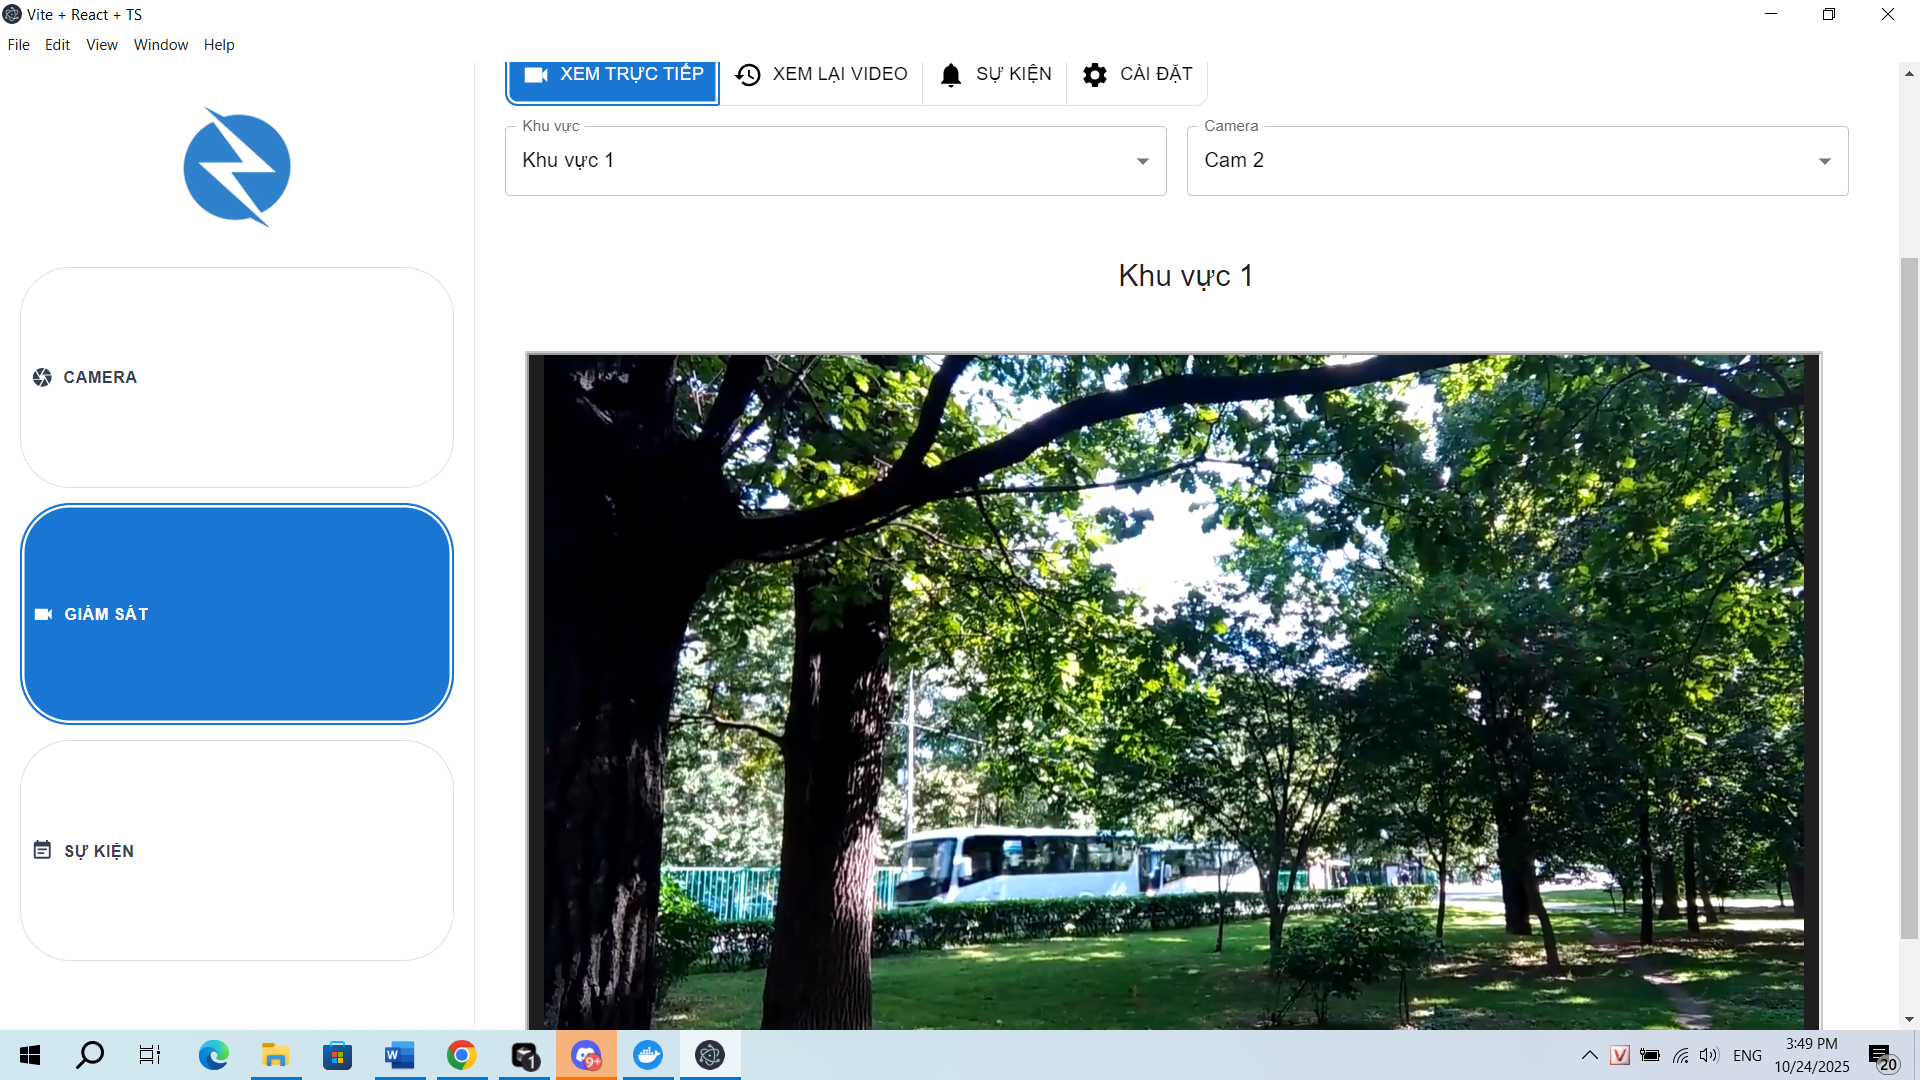 Vite + React + TS
File Edit View Window Help
XEM TRỰC TIẾP XEM LẠI VIDEO SỰ KIỆN CÀI ĐẶT
Khu vực Camera
Khu vực 1 Cam 2
Khu vực 1
CAMERA
GIÁM SÁT
SỰ KIỆN
9+
1
W
V
ENG
3:49 PM
10/24/2025
20